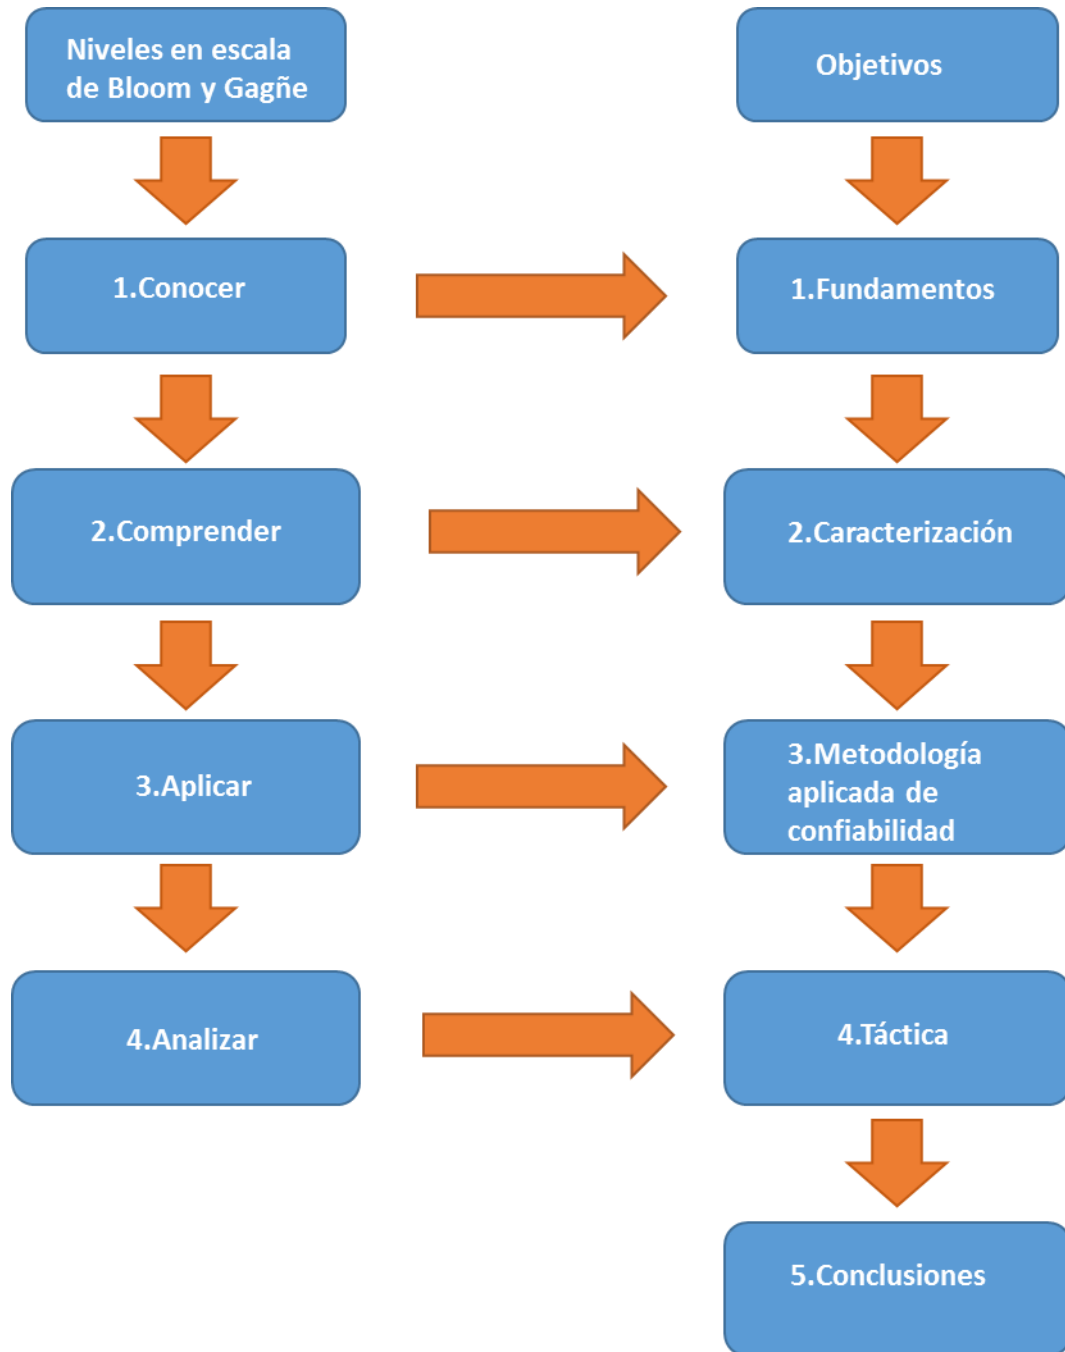 Niveles en escala
de Bloom y Gagñe
Objetivos
1.Conocer
1.Fundamentos
2.Comprender
2.Caracterización
3.Aplicar
3.Metodología
aplicada de
confiabilidad
4.Analizar
4.Táctica
5.Conclusiones